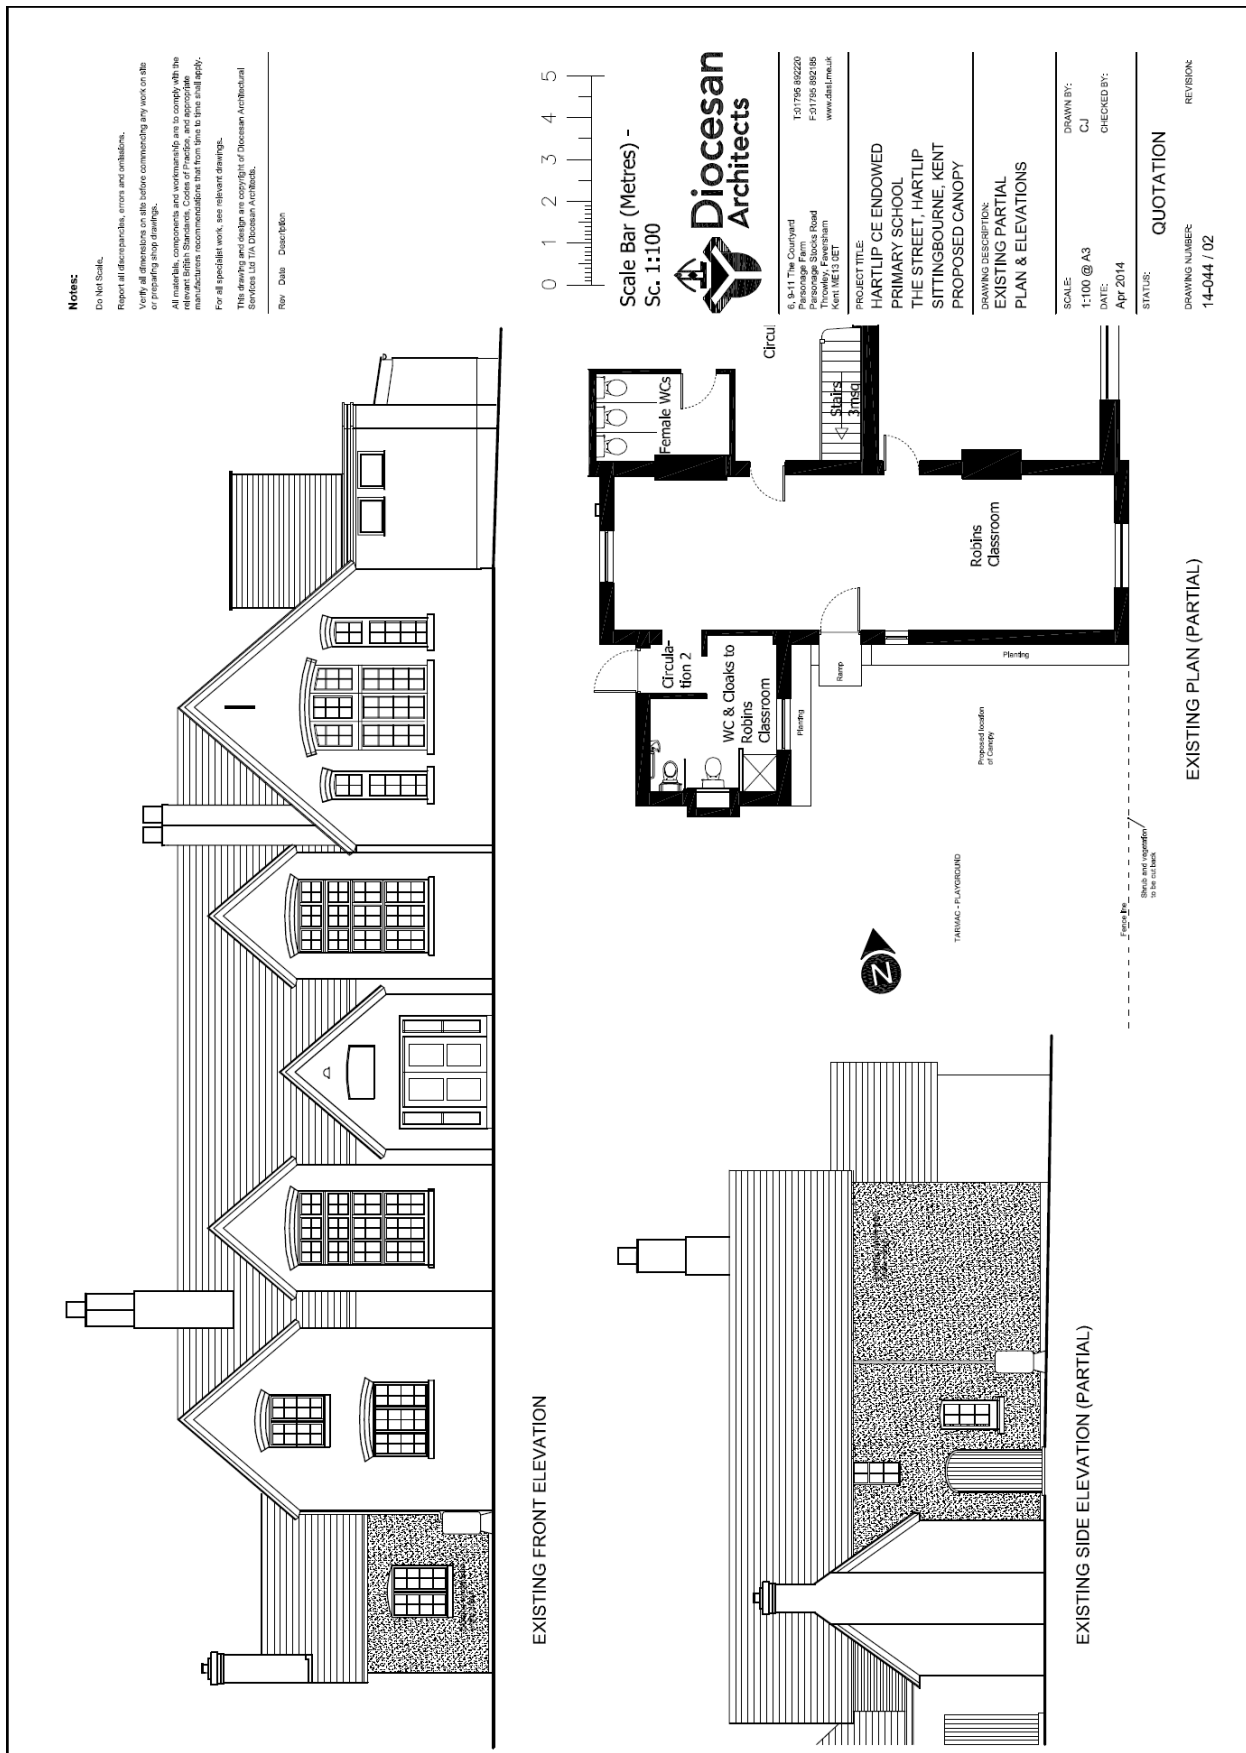 Notes:
Do Not Scale.
Report all discrepancies, errors and omissions.
Verify all dimensions on site before commencing any work on site
or preparing shop drawings.
All materials, components and workmanship are to comply with the
relevant British Standards, Codes of Practice, and appropriate
manufacturers recommendations that from time to time shall apply.
For all specialist work, see relevant drawings.
This drawing and design are copyright of Diocesan Architectural
Services Ltd T/A Diocesan Architects.
Rev Date Description
0 1 2 3 4 5
Scale Bar (Metres) -
Sc. 1:100
Diocesan
Architects
6, 9-11 The Courtyard
Parsonage Farm
Parsonage Stocks Road
Throwley, Faversham
Kent ME13 0ET
T:01795 892220
F:01795 892185
www.dasl.me.uk
PROJECT TITLE:
HARTLIP CE ENDOWED
PRIMARY SCHOOL
THE STREET, HARTLIP
SITTINGBOURNE, KENT
PROPOSED CANOPY
DRAWING DESCRIPTION:
EXISTING PARTIAL
PLAN & ELEVATIONS
SCALE:
1:100 @ A3
DRAWN BY:
CJ
DATE:
Apr 2014
CHECKED BY:
STATUS:
QUOTATION
DRAWING NUMBER:
14-044 / 02
REVISION:
EXISTING FRONT ELEVATION
Female WCs
Circul
Stairs
3msq
Robins
Classroom
Circula-
tion 2
WC & Cloaks to
Robins
Classroom
Ramp
Planting
Planting
Proposed location
of Canopy
TARMAC - PLAYGROUND
N
Fence line
Shrub and vegetation
to be cut back
EXISTING PLAN (PARTIAL)
EXISTING SIDE ELEVATION (PARTIAL)